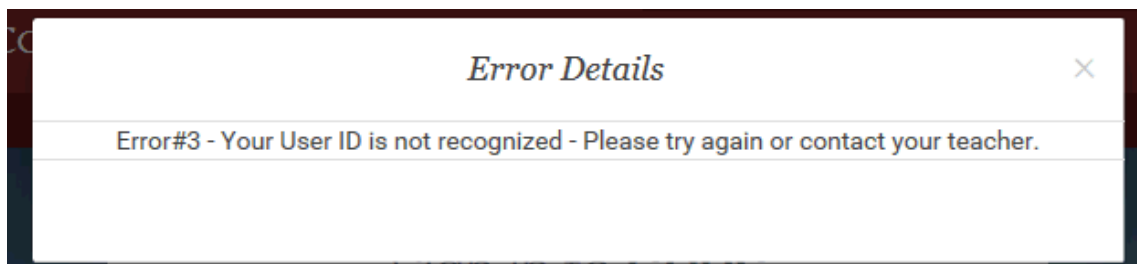 Error Details
Error#3 - Your User ID is not recognized - Please try again or contact your teacher.